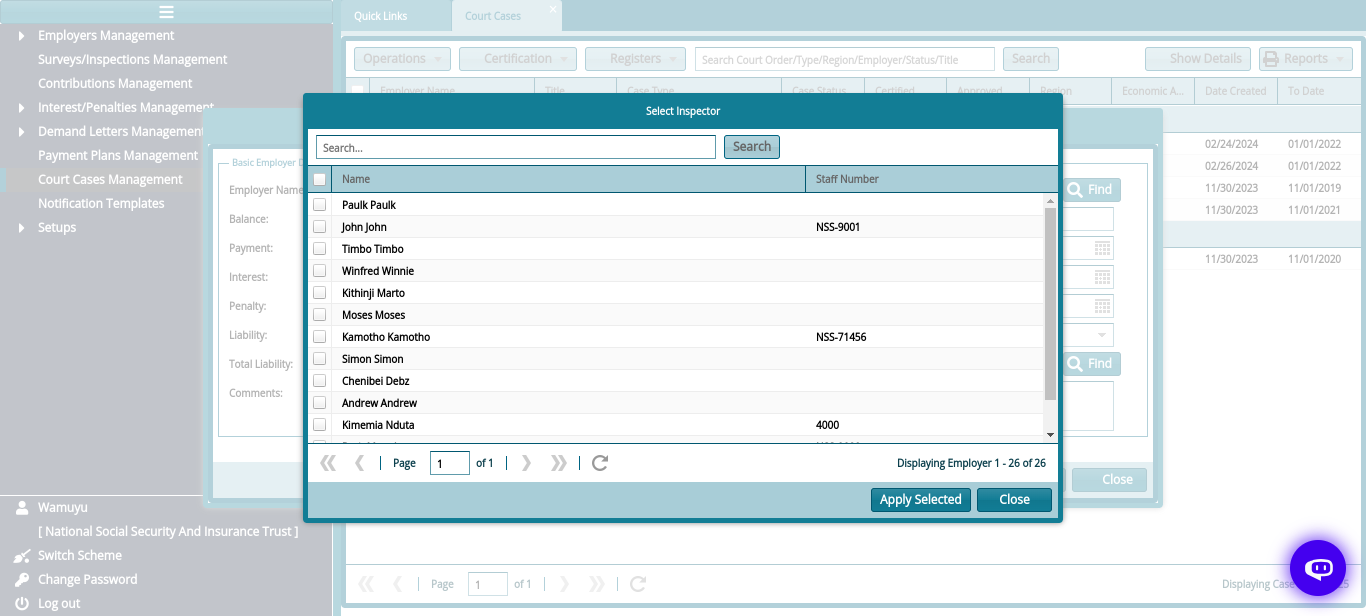 Quick Links
Court Cases
Employers Management
Surveys/Inspections Management
Contributions Management
Interest/Penalties Management
Demand Letters Management
Payment Plans Management
Court Cases Management
Notification Templates
Setups
Wamuyu
[ National Social Security And Insurance Trust ]
Switch Scheme
Change Password
Log out
Operations Certification Registers Search Court Order/Type/Region/Employer/Status/Title Search Show Details Reports
Employer Name Title Case Type Case Status Certified Approved Region Economic A... Date Created To Date
02/24/2024 01/01/2022
02/26/2024 01/01/2022
11/30/2023 11/01/2019
11/30/2023 11/01/2021
11/30/2023 11/01/2020
Basic Employer
Employer Name
Find
Balance:
Payment:
Interest:
Penalty:
Liability:
Total Liability:
Find
Comments:
Close
Select Inspector
Search...
Search
Name Staff Number
Paulk Paulk
John John NSS-9001
Timbo Timbo
Winfred Winnie
Kithinji Marto
Moses Moses
Kamotho Kamotho NSS-71456
Simon Simon
Chenibei Debz
Andrew Andrew
Kimemia Nduta 4000
Page 1 of 1
Displaying Employer 1 - 26 of 26
Apply Selected Close
Page 1 of 1
Displaying